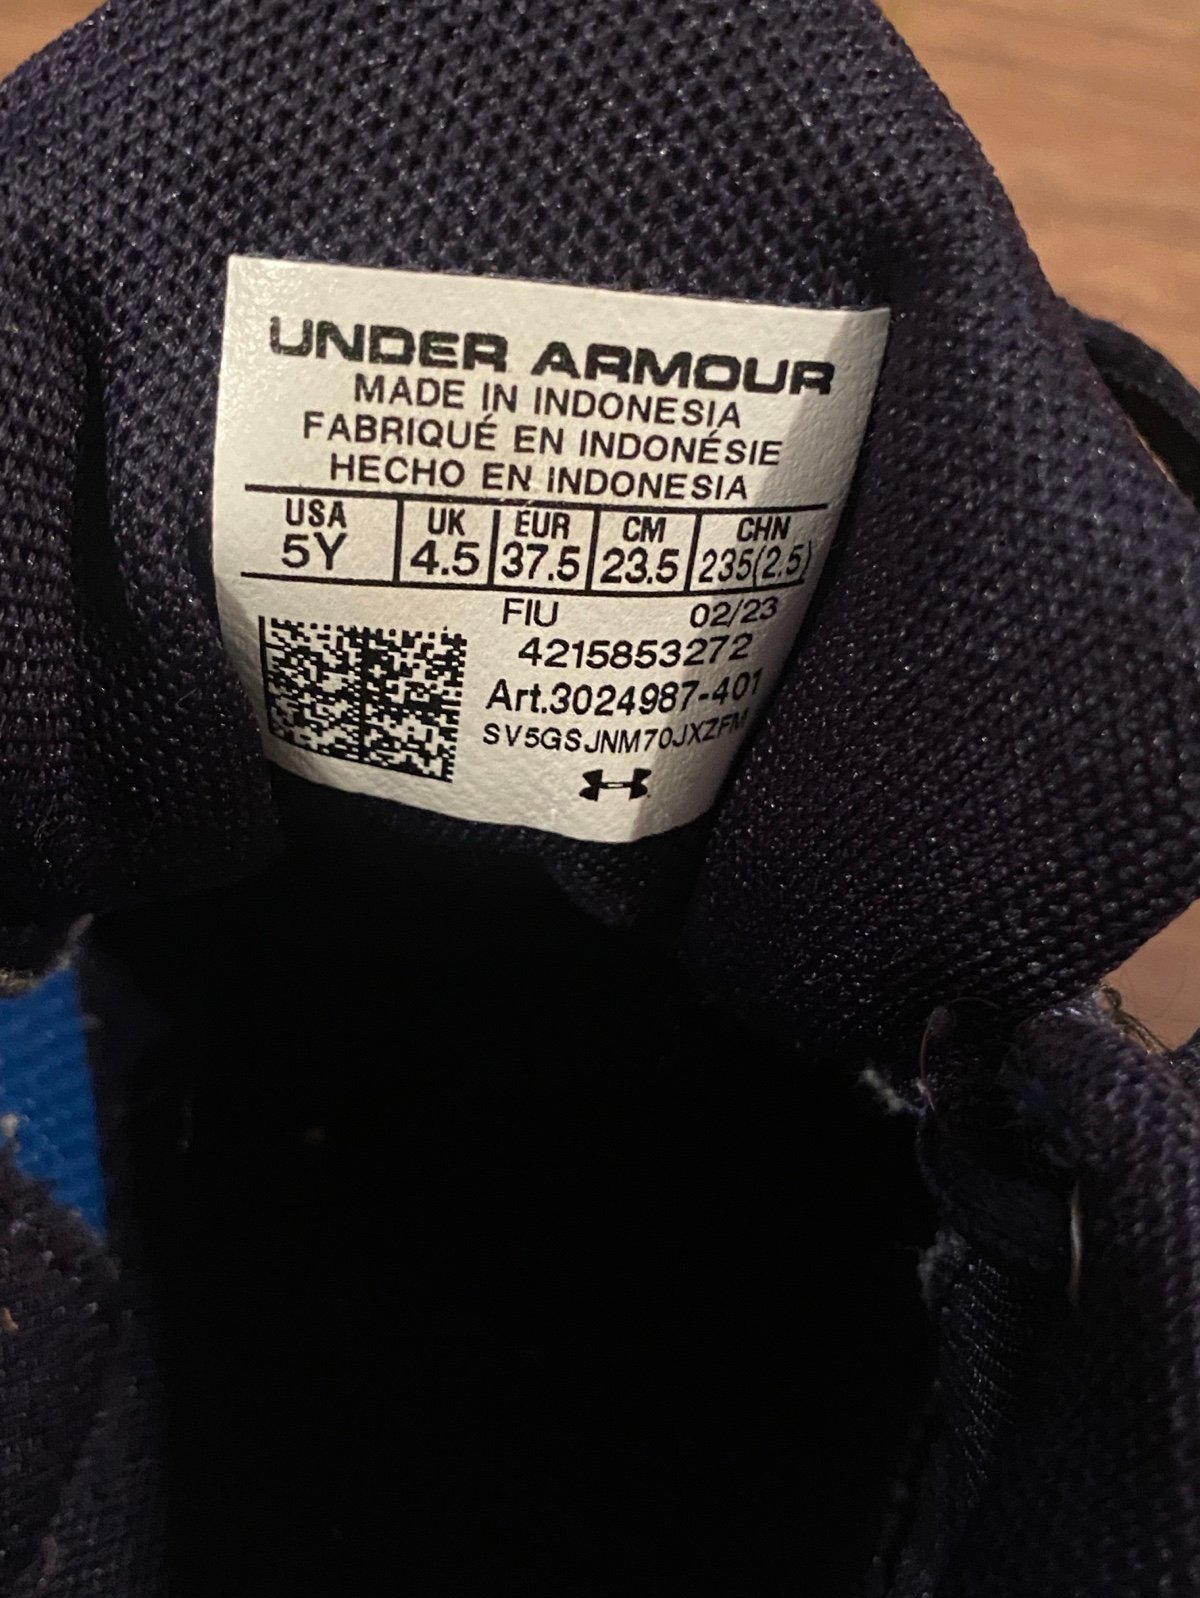 UNDER ARMOUR
MADE IN INDONESIA
FABRIQUÉ EN INDONÉSIE
HECHO EN INDONESIA
USA UK EUR CM CHN
5Y 4.5 37.5 23.5 235(2.5)
FIU 02/23
4215853272
Art.3024987-401
SV5GSJNM70JXZFM